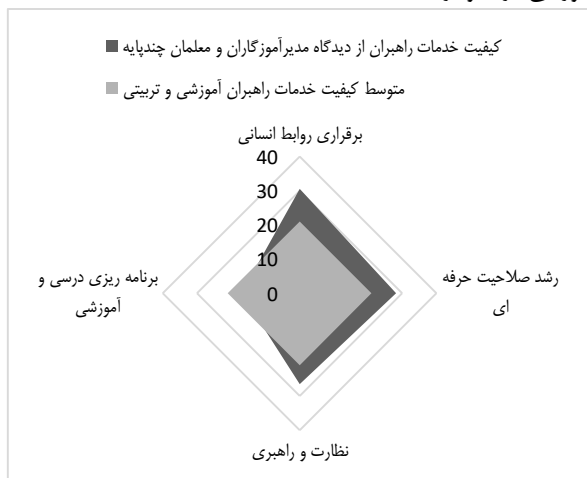 کیفیت خدمات راهبران از دیدگاه مدیرآموزگاران و معلمان چندپایه
متوسط کیفیت خدمات راهبران آموزشی و تربیتی
برقراری روابط انسانی
40
30
20
10
0
رشد صلاحیت حرفه
ای
برنامه ریزی درسی و
آموزشی
نظارت و راهبری